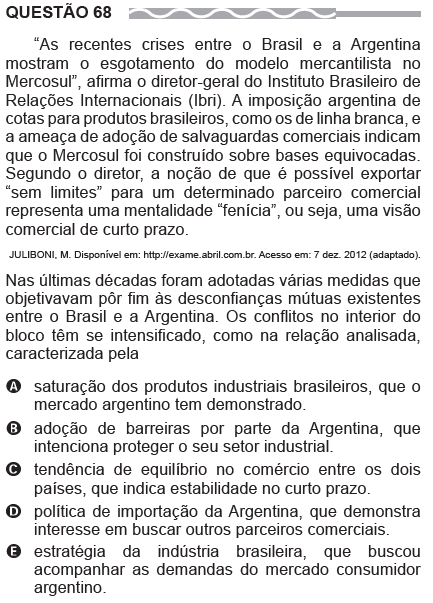 QUESTÃO 68
“As recentes crises entre o Brasil e a Argentina
mostram o esgotamento do modelo mercantilista no
Mercosul”, afirma o diretor-geral do Instituto Brasileiro de
Relações Internacionais (Ibri). A imposição argentina de
cotas para produtos brasileiros, como os de linha branca, e
a ameaça de adoção de salvaguardas comerciais indicam
que o Mercosul foi construído sobre bases equivocadas.
Segundo o diretor, a noção de que é possível exportar
“sem limites” para um determinado parceiro comercial
representa uma mentalidade “fenícia”, ou seja, uma visão
comercial de curto prazo.
JULIBONI, M. Disponível em: http://exame.abril.com.br. Acesso em: 7 dez. 2012 (adaptado).
Nas últimas décadas foram adotadas várias medidas que
objetivavam pôr fim às desconfianças mútuas existentes
entre o Brasil e a Argentina. Os conflitos no interior do
bloco têm se intensificado, como na relação analisada,
caracterizada pela
A saturação dos produtos industriais brasileiros, que o
mercado argentino tem demonstrado.
B adoção de barreiras por parte da Argentina, que
intenciona proteger o seu setor industrial.
C tendência de equilíbrio no comércio entre os dois
países, que indica estabilidade no curto prazo.
D política de importação da Argentina, que demonstra
interesse em buscar outros parceiros comerciais.
E estratégia da indústria brasileira, que buscou
acompanhar as demandas do mercado consumidor
argentino.